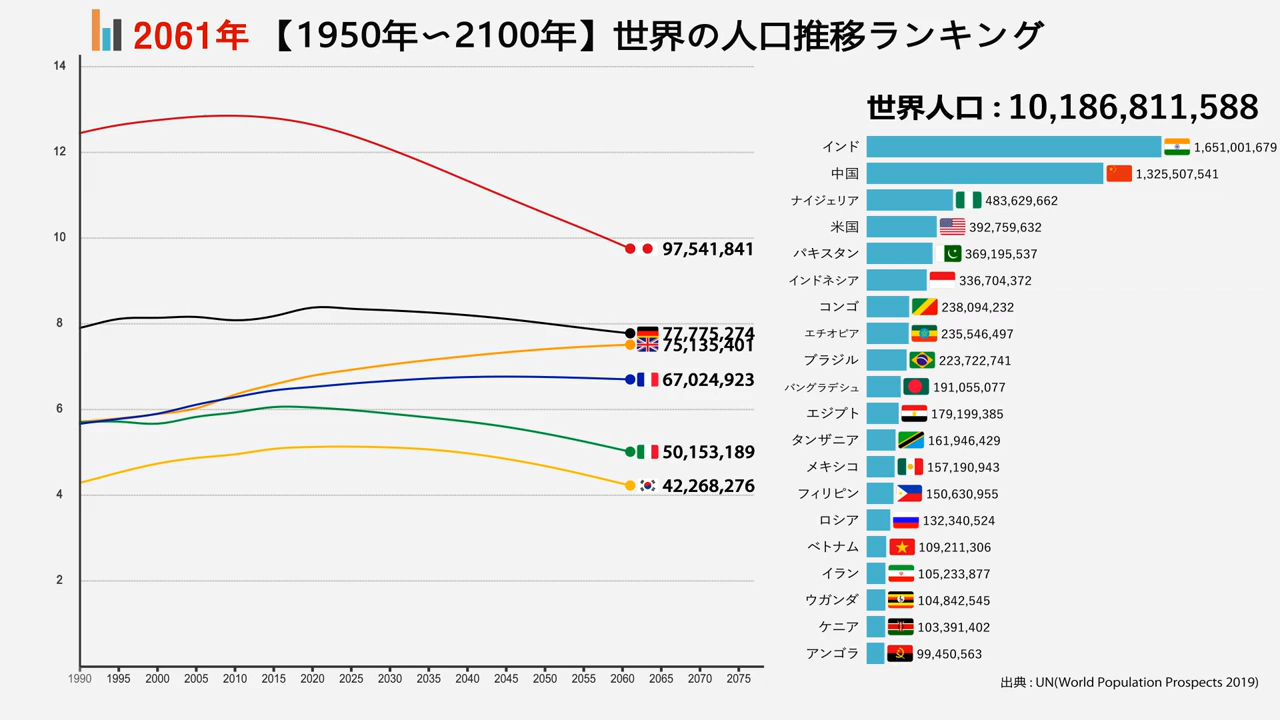 2061年 【1950年〜2100年】世界の人口推移ランキング
世界人口 : 10,186,811,588
14
12
10
8
6
4
2
1990 1995 2000 2005 2010 2015 2020 2025 2030 2035 2040 2045 2050 2055 2060 2065 2070 2075
97,541,841
77,775,274
75,135,401
67,024,923
50,153,189
42,268,276
インド 1,651,001,679
中国 1,325,507,541
ナイジェリア 483,629,662
米国 392,759,632
パキスタン 369,195,537
インドネシア 336,704,372
コンゴ 238,094,232
エチオピア 235,546,497
ブラジル 223,722,741
バングラデシュ 191,055,077
エジプト 179,199,385
タンザニア 161,946,429
メキシコ 157,190,943
フィリピン 150,630,955
ロシア 132,340,524
ベトナム 109,211,306
イラン 105,233,877
ウガンダ 104,842,545
ケニア 103,391,402
アンゴラ 99,450,563
出典 : UN(World Population Prospects 2019)